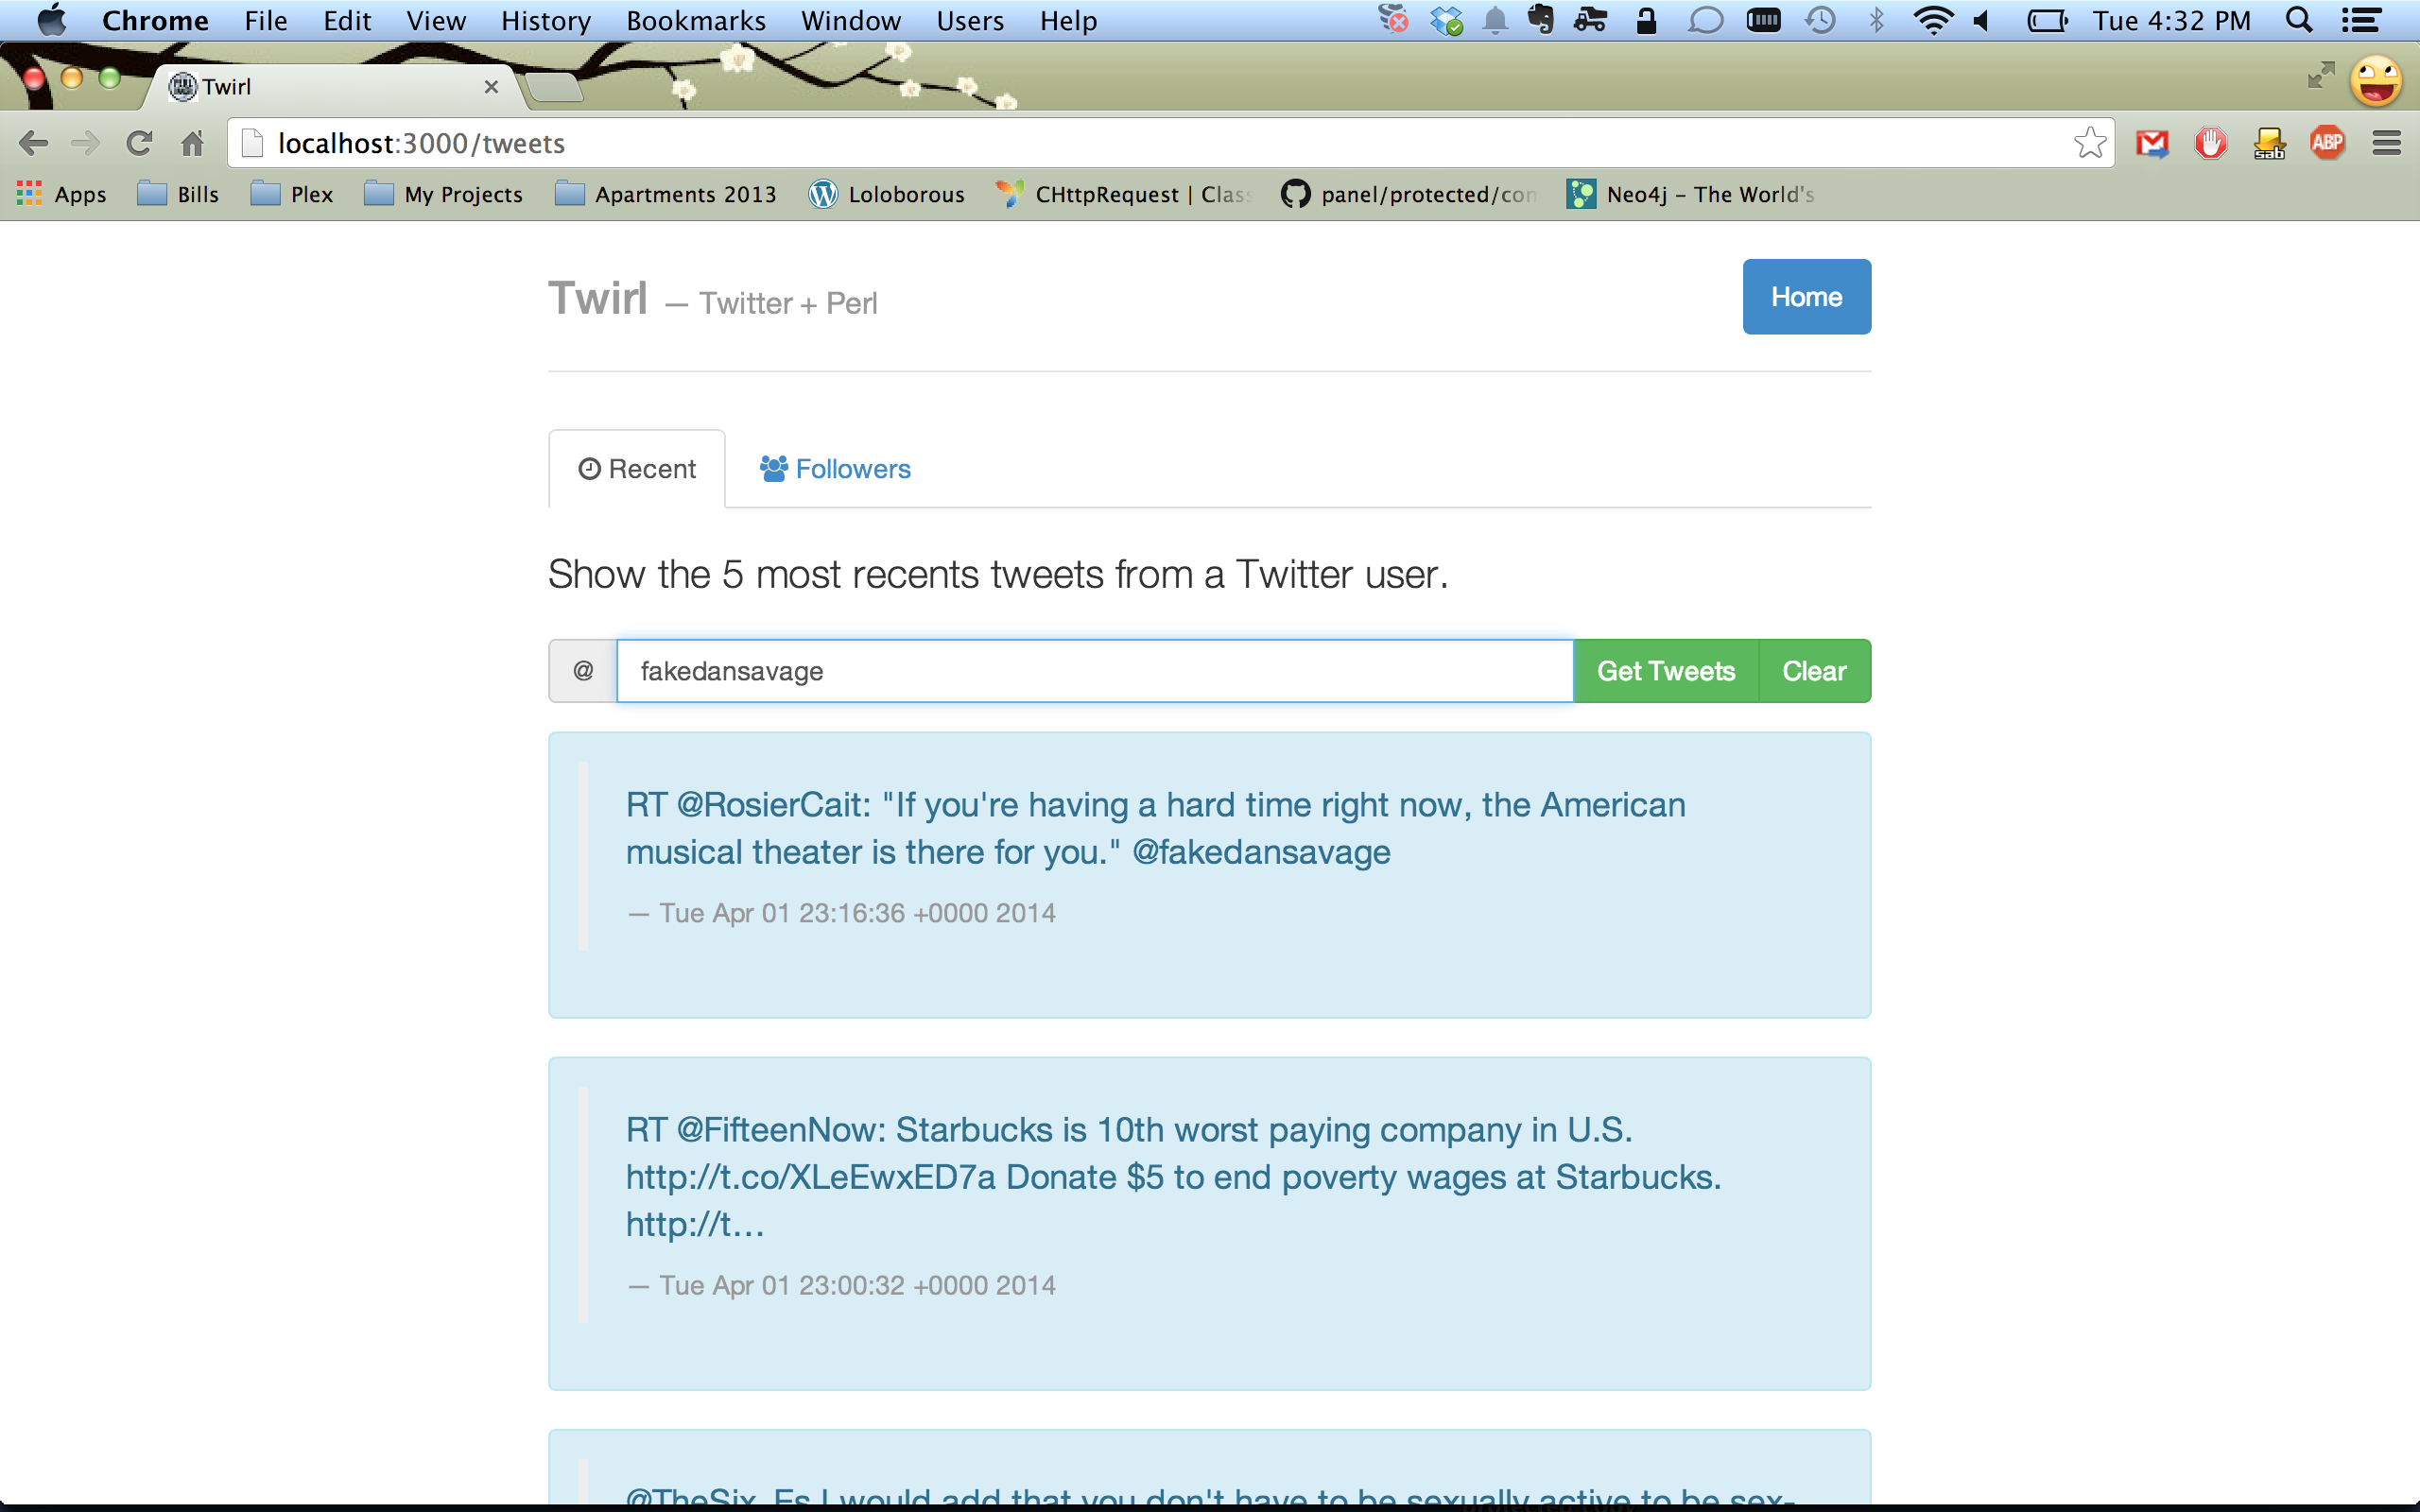 Chrome File Edit View History Bookmarks Window Users Help Tue 4:32 PM
Twirl
localhost:3000/tweets
sab ABP
Apps Bills Plex My Projects Apartments 2013 Loloborous CHttpRequest | Class panel/protected/con Neo4j – The World's
Twirl — Twitter + Perl
Home
Recent Followers
Show the 5 most recents tweets from a Twitter user.
@ fakedansavage Get Tweets Clear
RT @RosierCait: "If you're having a hard time right now, the American
musical theater is there for you." @fakedansavage
— Tue Apr 01 23:16:36 +0000 2014
RT @FifteenNow: Starbucks is 10th worst paying company in U.S.
http://t.co/XLeEwxED7a Donate $5 to end poverty wages at Starbucks.
http://t…
— Tue Apr 01 23:00:32 +0000 2014
I would add that you don't have to be sexually active to be sex-